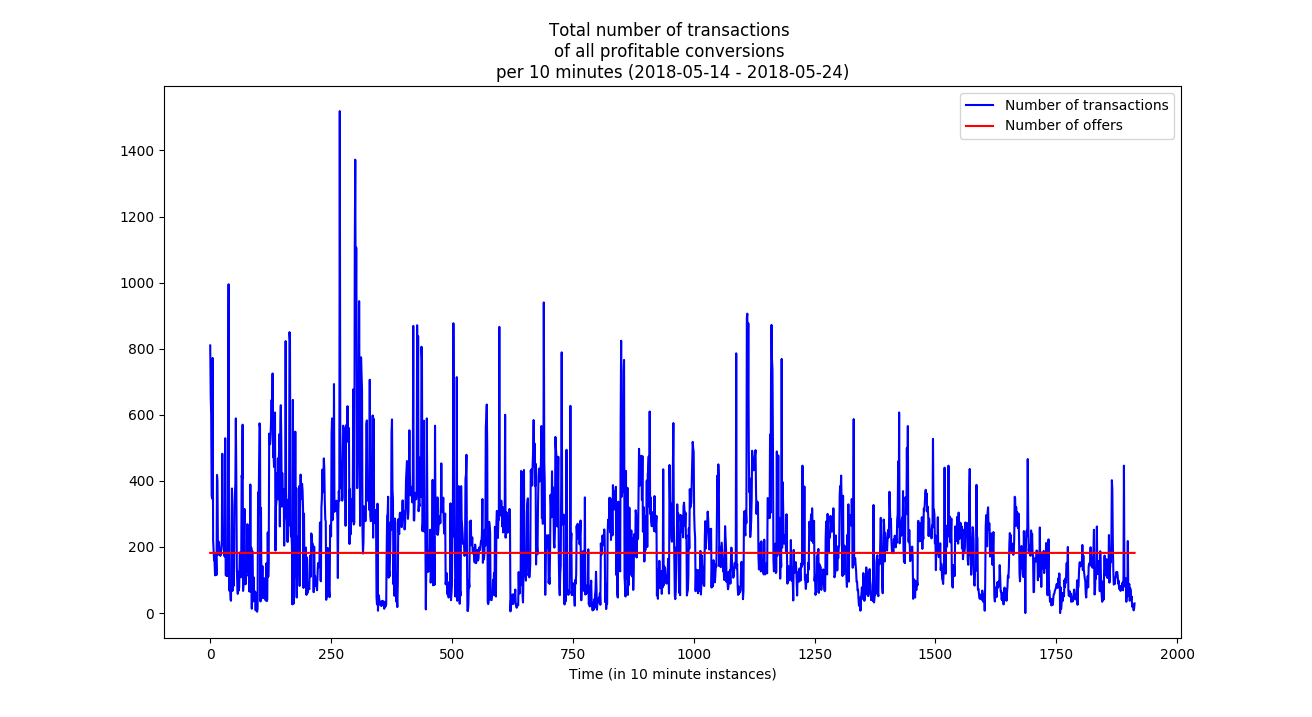 Total number of transactions
of all profitable conversions
per 10 minutes (2018-05-14 - 2018-05-24)
Number of transactions
Number of offers
1400
1200
1000
800
600
400
200
0
0 250 500 750 1000 1250 1500 1750 2000
Time (in 10 minute instances)